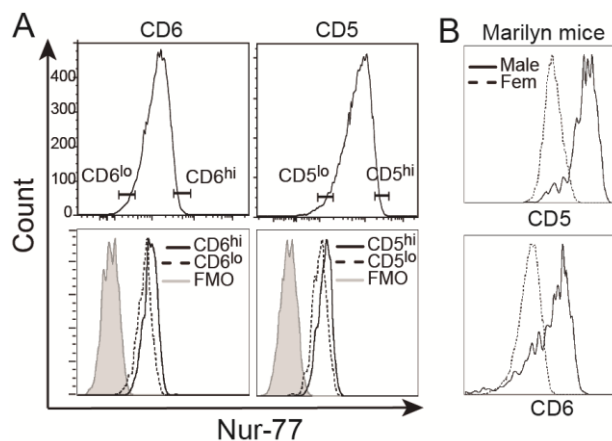 A
CD6
CD5
400
300
200
100
0
CD6lo
CD6hi
CD5lo
CD5hi
Count
CD6hi
CD6lo
FMO
CD5hi
CD5lo
FMO
Nur-77
B
Marilyn mice
Male
Fem
CD5
CD6